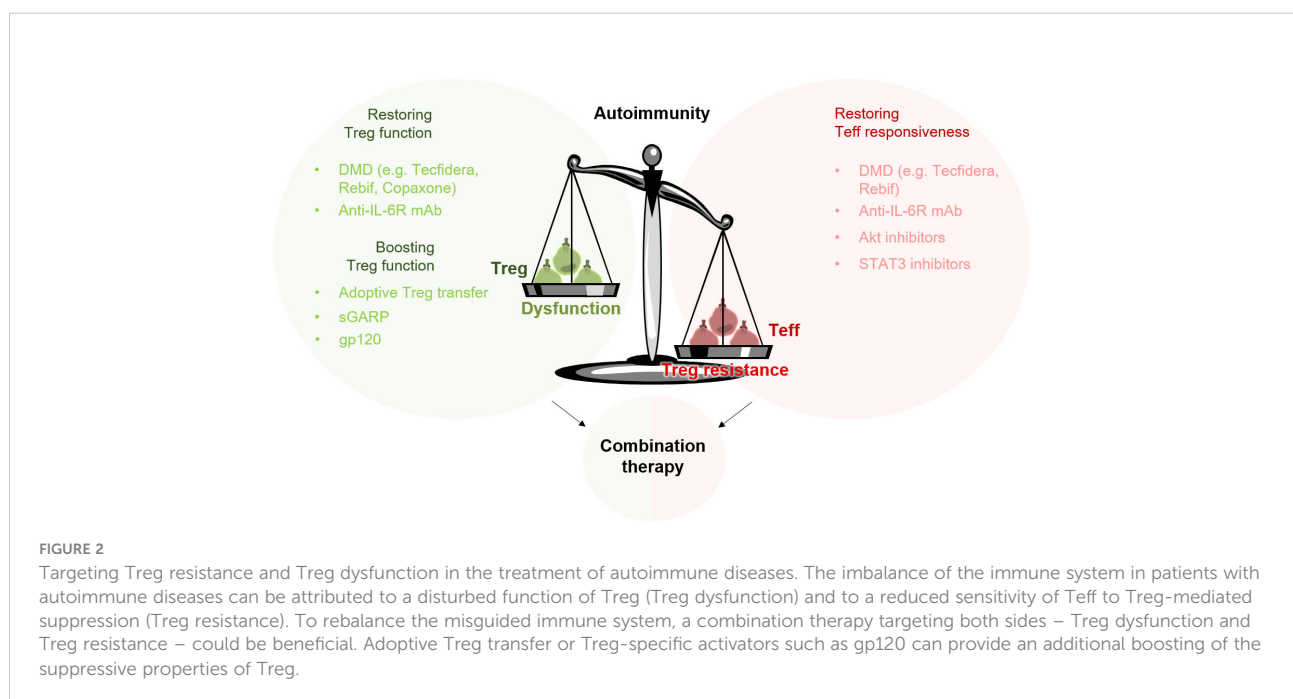 Autoimmunity
Restoring
Treg function
• DMD (e.g. Tecfidera,
Rebif, Copaxone)
• Anti-IL-6R mAb
Boosting
Treg function
• Adoptive Treg transfer
• sGARP
• gp120
Treg
Dysfunction
Restoring
Teff responsiveness
• DMD (e.g. Tecfidera,
Rebif)
• Anti-IL-6R mAb
• Akt inhibitors
• STAT3 inhibitors
Teff
Treg resistance
Combination
therapy
FIGURE 2
Targeting Treg resistance and Treg dysfunction in the treatment of autoimmune diseases. The imbalance of the immune system in patients with
autoimmune diseases can be attributed to a disturbed function of Treg (Treg dysfunction) and to a reduced sensitivity of Teff to Treg-mediated
suppression (Treg resistance). To rebalance the misguided immune system, a combination therapy targeting both sides – Treg dysfunction and
Treg resistance – could be beneficial. Adoptive Treg transfer or Treg-specific activators such as gp120 can provide an additional boosting of the
suppressive properties of Treg.